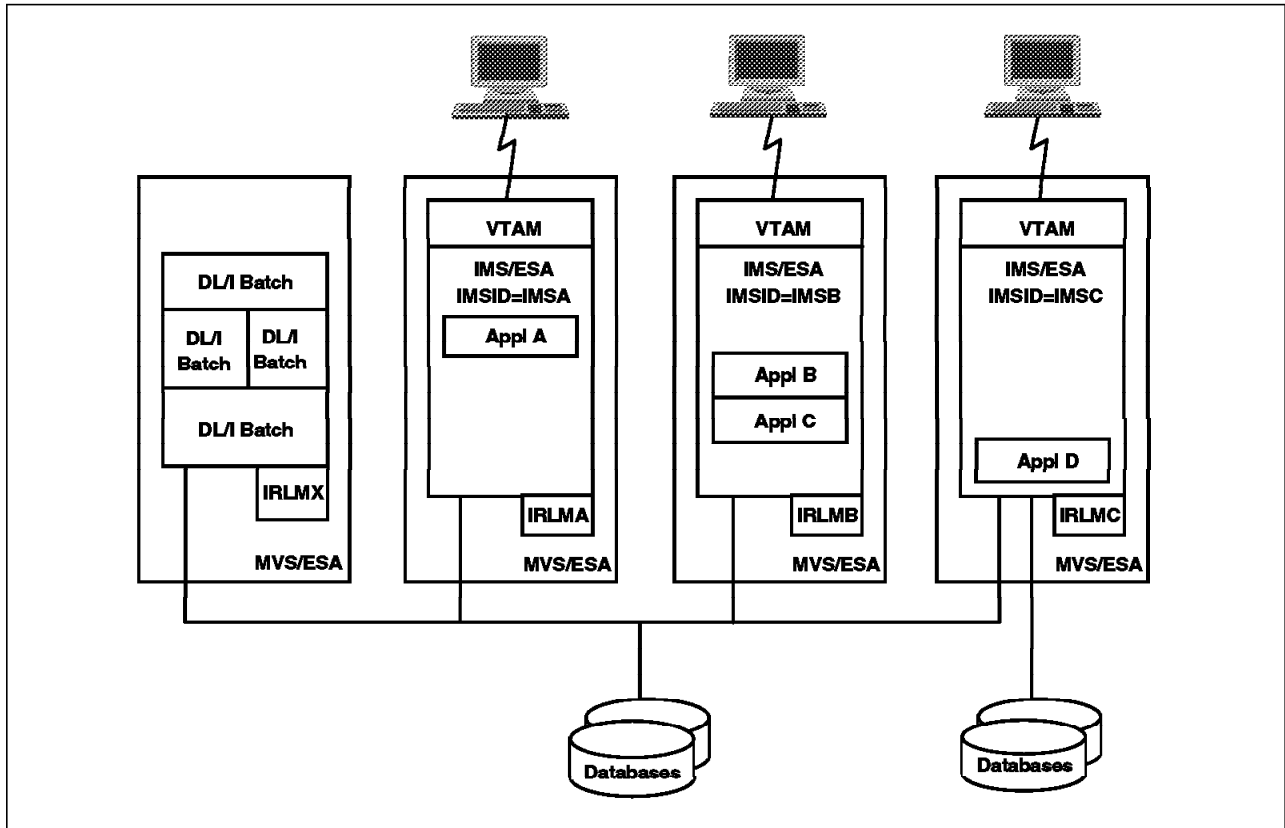 DL/I Batch
DL/I
Batch
DL/I
Batch
DL/I Batch
IRLMX
MVS/ESA
VTAM
IMS/ESA
IMSID=IMSA
Appl A
IRLMA
MVS/ESA
VTAM
IMS/ESA
IMSID=IMSB
Appl B
Appl C
IRLMB
MVS/ESA
VTAM
IMS/ESA
IMSID=IMSC
Appl D
IRLMC
MVS/ESA
Databases
Databases